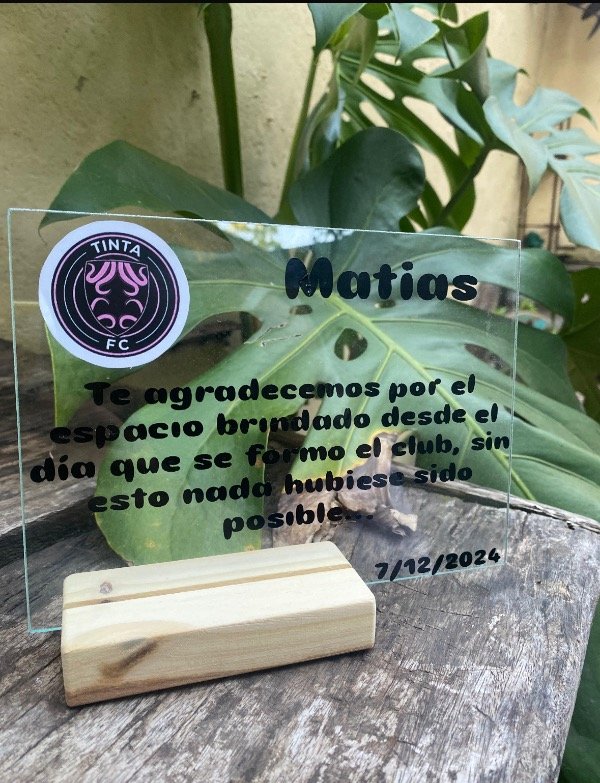 TINTA
FC
Matias
Te agradecemos por el
espacio brindado desde el
día que se formo el club, sin
esto nada hubiese sido
posible...
7/12/2024